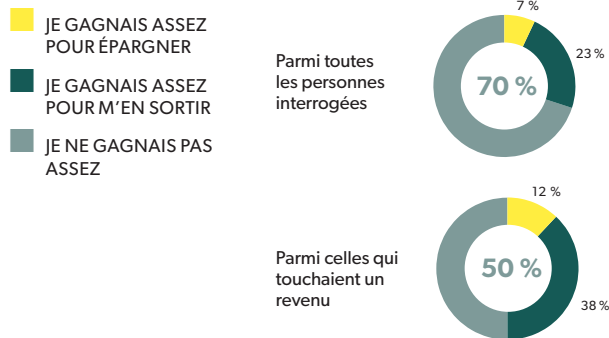 JE GAGNAIS ASSEZ
POUR ÉPARGNER
JE GAGNAIS ASSEZ
POUR M'EN SORTIR
JE NE GAGNAIS PAS
ASSEZ
Parmi toutes
les personnes
interrogées
7 %
23 %
70 %
Parmi celles qui
touchaient un
revenu
12 %
50 %
38 %